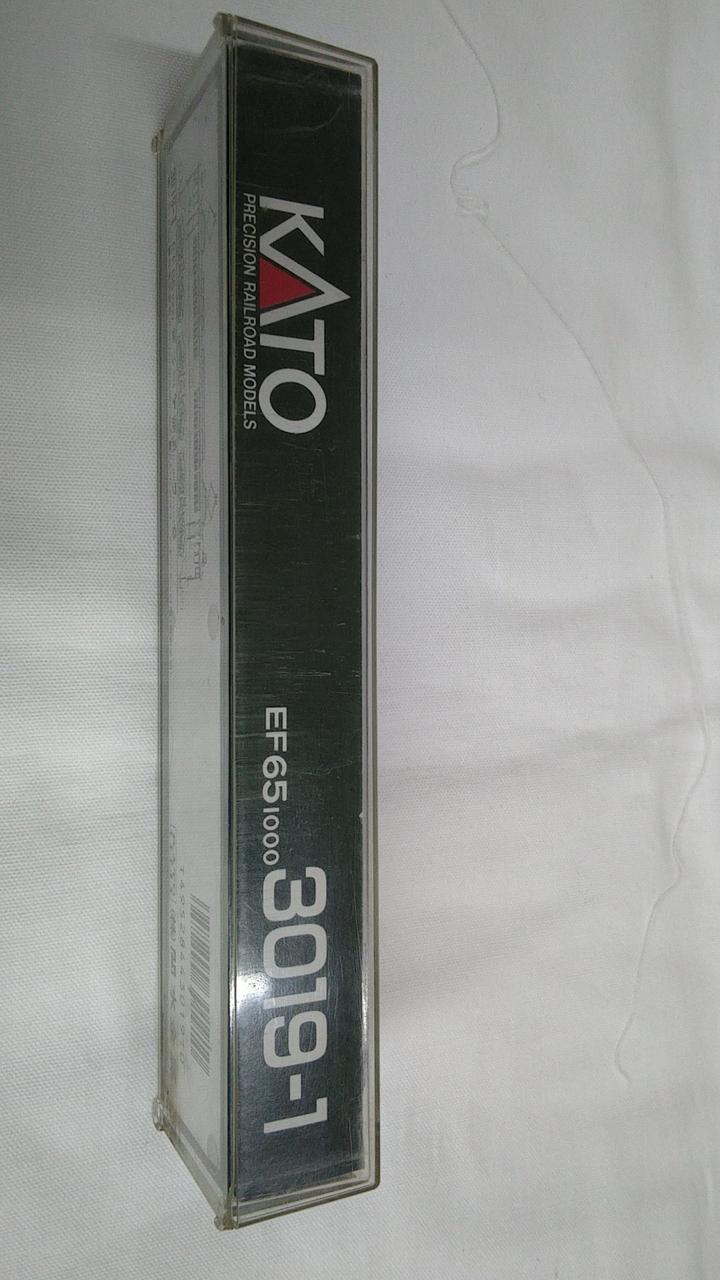 KATO
PRECISION RAILROAD MODELS
EF65 1000
3019-1